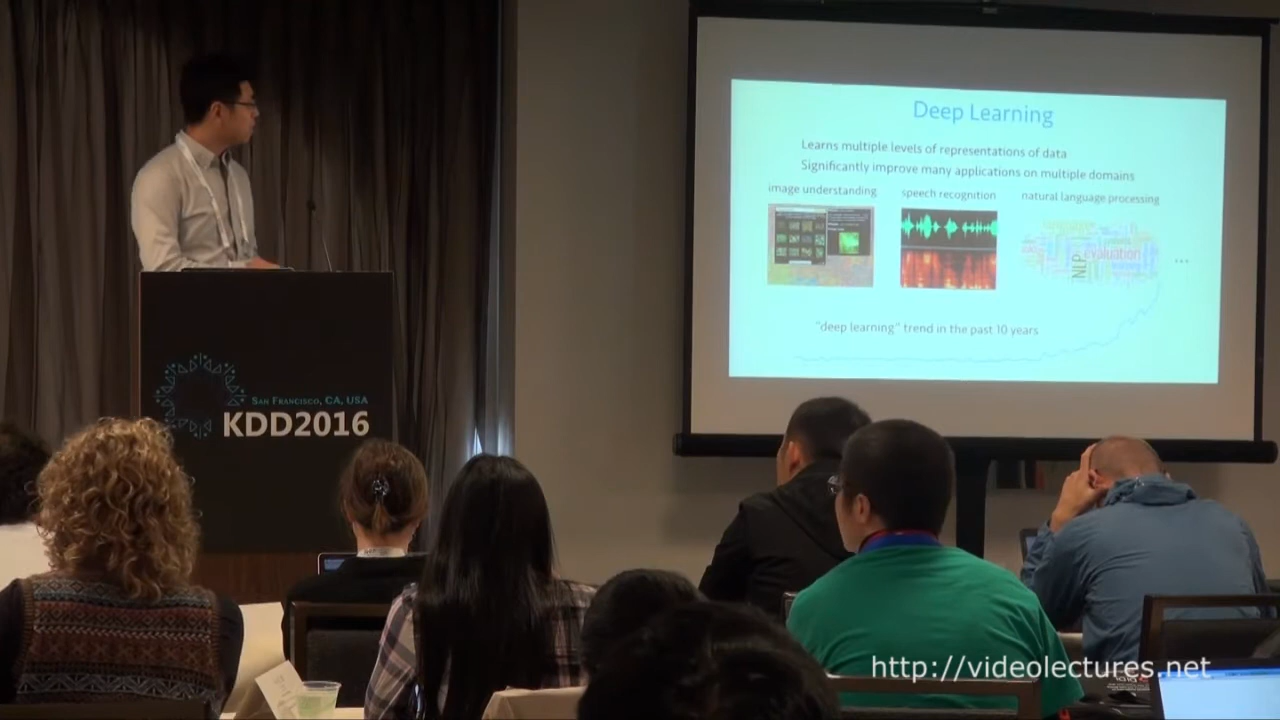 Deep Learning
Learns multiple levels of representations of data
Significantly improve many applications on multiple domains
image understanding
speech recognition
natural language processing
evaluation
NLP
...
"deep learning" trend in the past 10 years
SAN FRANCISCO, CA, USA
KDD2016
http://videolectures.net